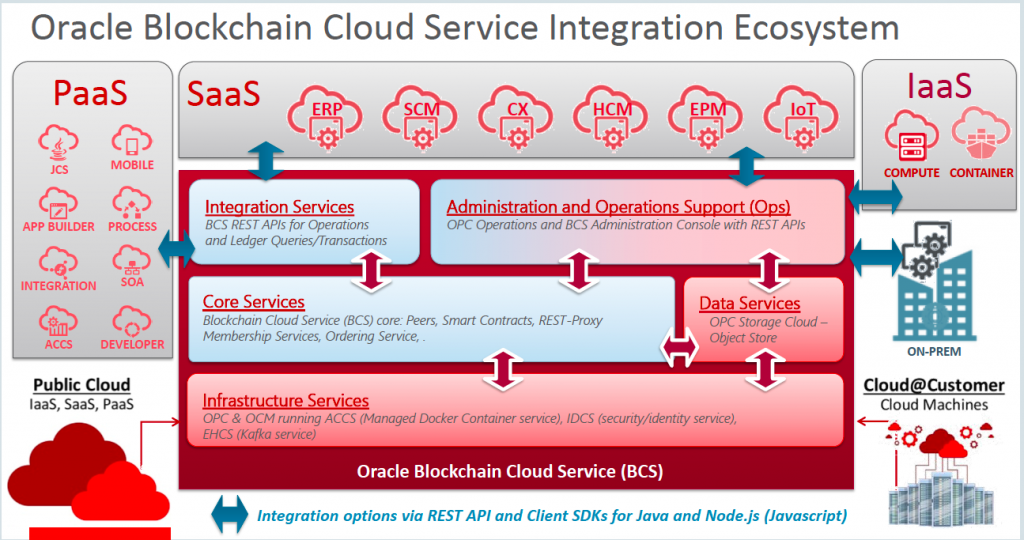 Oracle Blockchain Cloud Service Integration Ecosystem
PaaS
JCS
MOBILE
APP BUILDER
PROCESS
INTEGRATION
SOA
ACCS
DEVELOPER
SaaS
ERP
SCM
CX
HCM
EPM
IoT
IaaS
COMPUTE
CONTAINER
Integration Services
BCS REST APIs for Operations
and Ledger Queries/Transactions
Administration and Operations Support (Ops)
OPC Operations and BCS Administration Console with REST APIs
Core Services
Blockchain Cloud Service (BCS) core: Peers, Smart Contracts, REST-Proxy
Membership Services, Ordering Service, .
Data Services
OPC Storage Cloud –
Object Store
Infrastructure Services
OPC & OCM running ACCS (Managed Docker Container service), IDCS (security/identity service),
EHCS (Kafka service)
Oracle Blockchain Cloud Service (BCS)
ON-PREM
Public Cloud
IaaS, SaaS, PaaS
Cloud@Customer
Cloud Machines
Integration options via REST API and Client SDKs for Java and Node.js (Javascript)